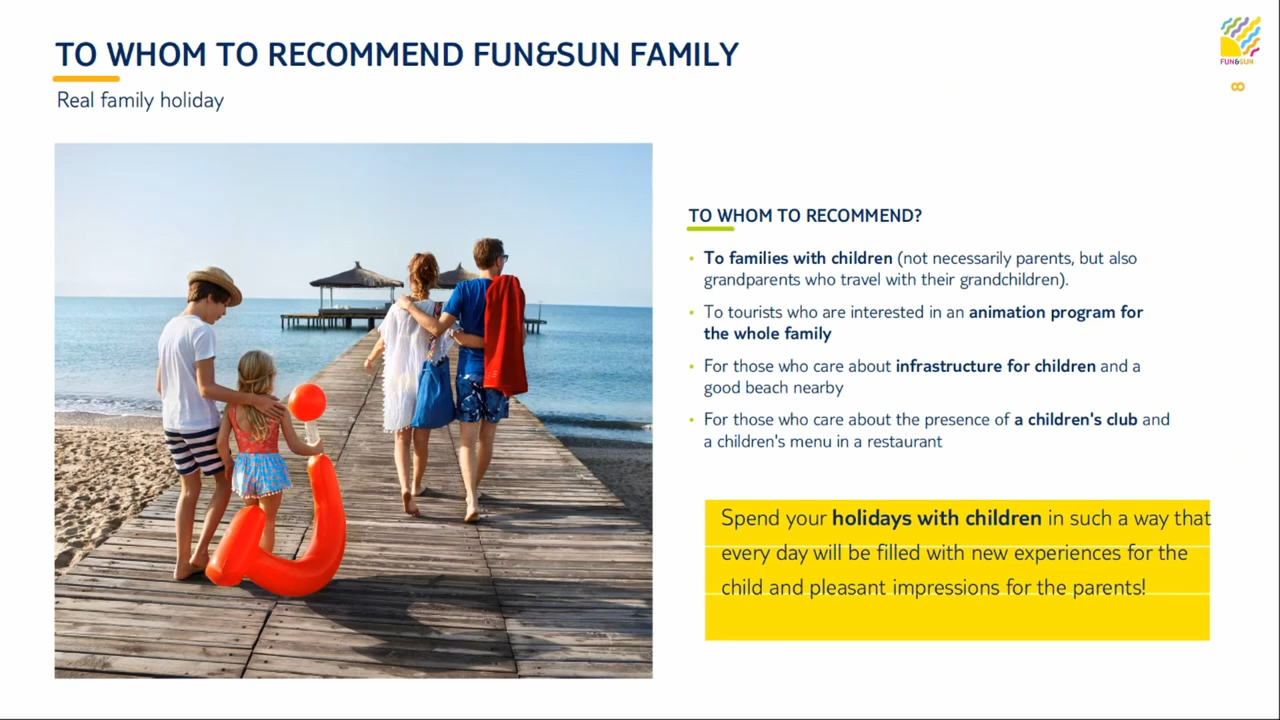 TO WHOM TO RECOMMEND FUN&SUN FAMILY
Real family holiday
FUN&SUN
8
TO WHOM TO RECOMMEND?
• To families with children (not necessarily parents, but also
grandparents who travel with their grandchildren).
• To tourists who are interested in an animation program for
the whole family
• For those who care about infrastructure for children and a
good beach nearby
• For those who care about the presence of a children's club and
a children's menu in a restaurant
Spend your holidays with children in such a way that
every day will be filled with new experiences for the
child and pleasant impressions for the parents!